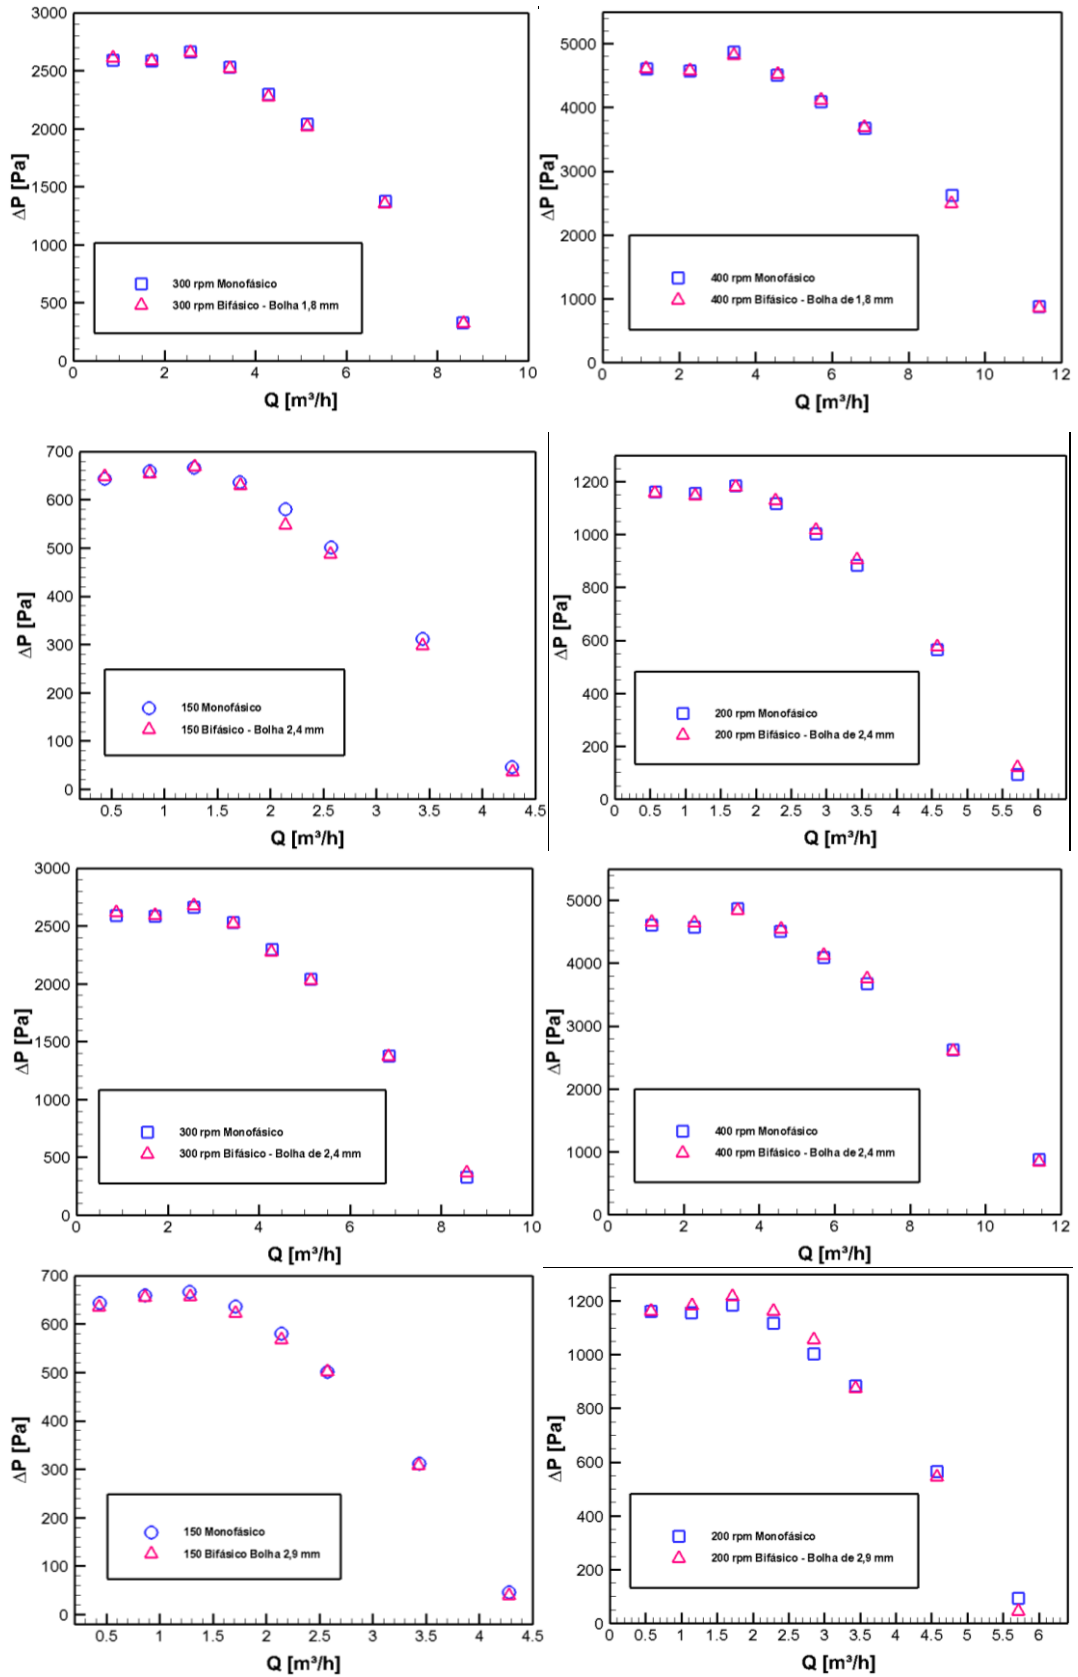 3000
2500
2000
1500
1000
500
0
ΔP [Pa]
300 rpm Monofásico
300 rpm Bifásico - Bolha 1,8 mm
0 2 4 6 8 10
Q [m³/h]
5000
4000
3000
2000
1000
0
ΔP [Pa]
400 rpm Monofásico
400 rpm Bifásico - Bolha de 1,8 mm
0 2 4 6 8 10 12
Q [m³/h]
700
600
500
400
300
200
100
0
ΔP [Pa]
150 Monofásico
150 Bifásico - Bolha 2,4 mm
0.5 1 1.5 2 2.5 3 3.5 4 4.5
Q [m³/h]
1200
1000
800
600
400
200
0
ΔP [Pa]
200 rpm Monofásico
200 rpm Bifásico - Bolha de 2,4 mm
0 0.5 1 1.5 2 2.5 3 3.5 4 4.5 5 5.5 6
Q [m³/h]
3000
2500
2000
1500
1000
500
0
ΔP [Pa]
300 rpm Monofásico
300 rpm Bifásico - Bolha de 2,4 mm
0 2 4 6 8 10
Q [m³/h]
5000
4000
3000
2000
1000
0
ΔP [Pa]
400 rpm Monofásico
400 rpm Bifásico - Bolha de 2,4 mm
0 2 4 6 8 10 12
Q [m³/h]
700
600
500
400
300
200
100
0
ΔP [Pa]
150 Monofásico
150 Bifásico Bolha 2,9 mm
0.5 1 1.5 2 2.5 3 3.5 4 4.5
Q [m³/h]
1200
1000
800
600
400
200
0
ΔP [Pa]
200 rpm Monofásico
200 rpm Bifásico - Bolha de 2,9 mm
0 0.5 1 1.5 2 2.5 3 3.5 4 4.5 5 5.5 6
Q [m³/h]